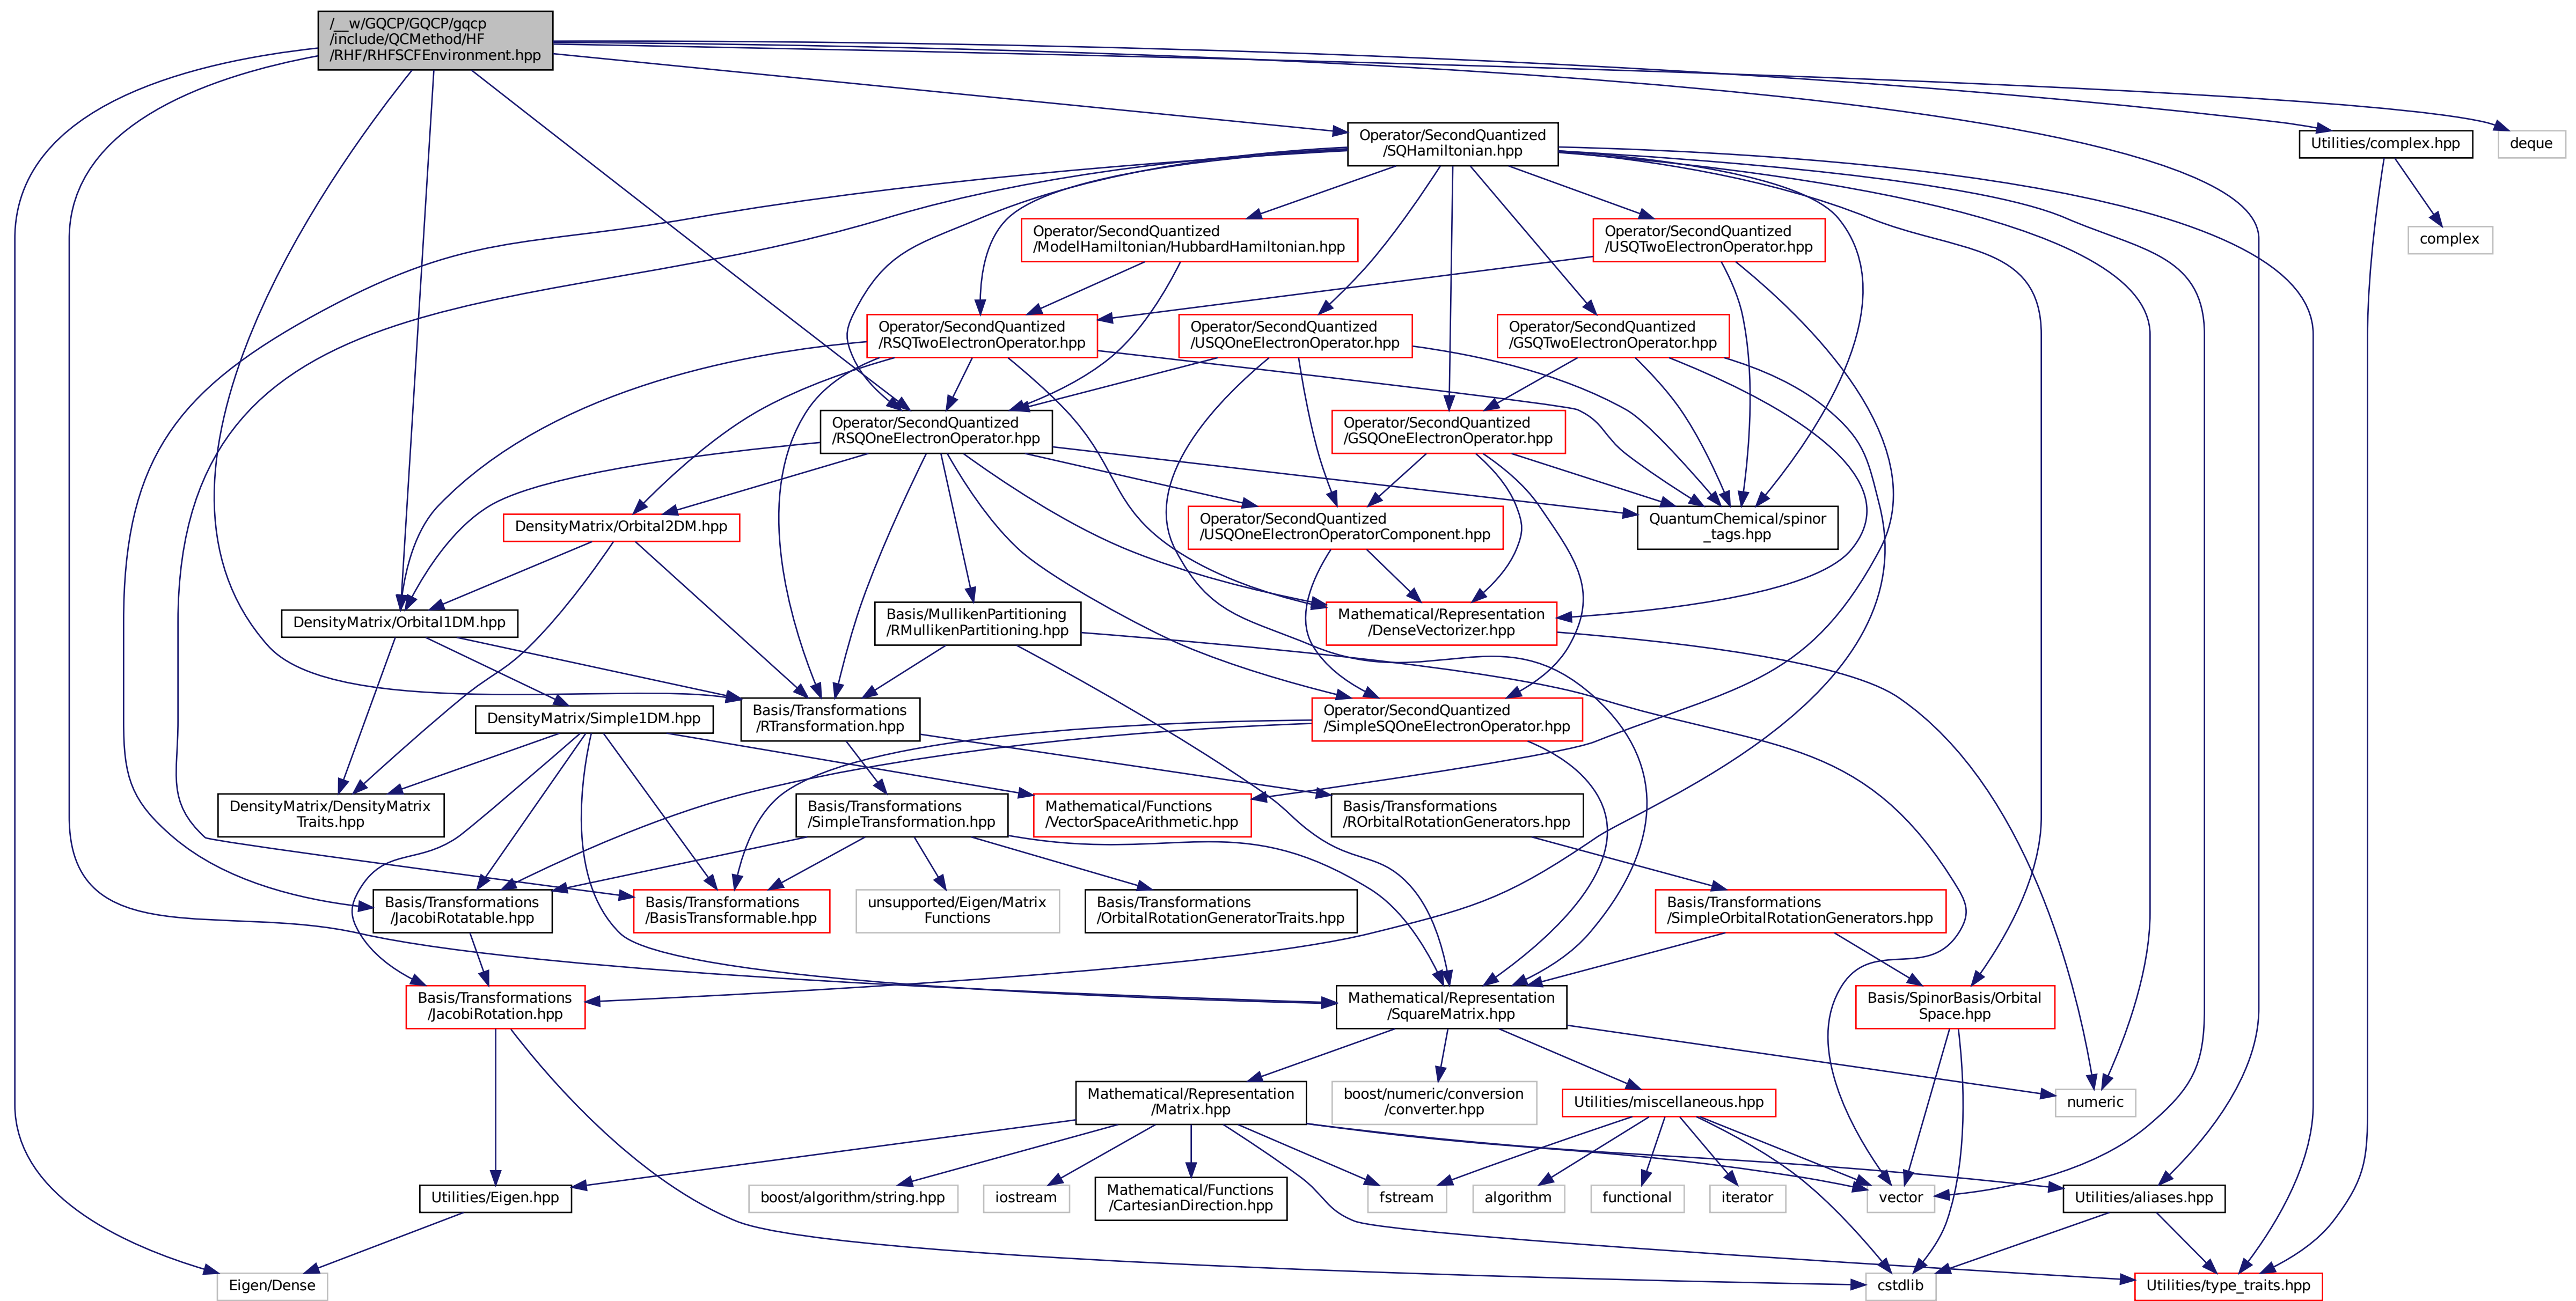 /__w/GQCP/GQCP/gqcp
/include/QCMethod/HF
/RHF/RHFSCFEnvironment.hpp
Operator/SecondQuantized
/SQHamiltonian.hpp
Utilities/complex.hpp
deque
Operator/SecondQuantized
/ModelHamiltonian/HubbardHamiltonian.hpp
Operator/SecondQuantized
/USQTwoElectronOperator.hpp
complex
Operator/SecondQuantized
/RSQTwoElectronOperator.hpp
Operator/SecondQuantized
/USQOneElectronOperator.hpp
Operator/SecondQuantized
/GSQTwoElectronOperator.hpp
Operator/SecondQuantized
/RSQOneElectronOperator.hpp
Operator/SecondQuantized
/GSQOneElectronOperator.hpp
DensityMatrix/Orbital2DM.hpp
Operator/SecondQuantized
/USQOneElectronOperatorComponent.hpp
QuantumChemical/spinor
_tags.hpp
DensityMatrix/Orbital1DM.hpp
Basis/MullikenPartitioning
/RMullikenPartitioning.hpp
Mathematical/Representation
/DenseVectorizer.hpp
DensityMatrix/Simple1DM.hpp
Basis/Transformations
/RTransformation.hpp
Operator/SecondQuantized
/SimpleSQOneElectronOperator.hpp
DensityMatrix/DensityMatrix
Traits.hpp
Basis/Transformations
/SimpleTransformation.hpp
Mathematical/Functions
/VectorSpaceArithmetic.hpp
Basis/Transformations
/ROrbitalRotationGenerators.hpp
Basis/Transformations
/JacobiRotatable.hpp
Basis/Transformations
/BasisTransformable.hpp
unsupported/Eigen/Matrix
Functions
Basis/Transformations
/OrbitalRotationGeneratorTraits.hpp
Basis/Transformations
/SimpleOrbitalRotationGenerators.hpp
Basis/Transformations
/JacobiRotation.hpp
Mathematical/Representation
/SquareMatrix.hpp
Basis/SpinorBasis/Orbital
Space.hpp
Mathematical/Representation
/Matrix.hpp
boost/numeric/conversion
/converter.hpp
Utilities/miscellaneous.hpp
numeric
Utilities/Eigen.hpp
boost/algorithm/string.hpp
iostream
Mathematical/Functions
/CartesianDirection.hpp
fstream
algorithm
functional
iterator
vector
Utilities/aliases.hpp
Eigen/Dense
cstdlib
Utilities/type_traits.hpp